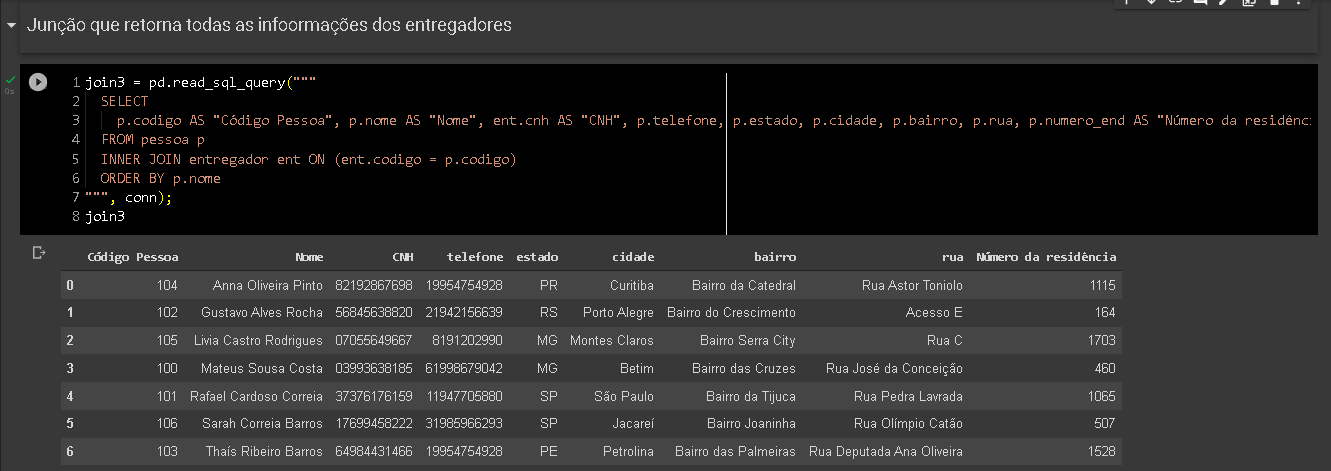 Junção que retorna todas as infoormações dos entregadores
0s
1 join3 = pd.read_sql_query("""
2 SELECT
3 p.codigo AS "Código Pessoa", p.nome AS "Nome", ent.cnh AS "CNH", p.telefone, p.estado, p.cidade, p.bairro, p.rua, p.numero_end AS "Número da residênci
4 FROM pessoa p
5 INNER JOIN entregador ent ON (ent.codigo = p.codigo)
6 ORDER BY p.nome
7 """, conn);
8 join3
Código Pessoa Nome CNH telefone estado cidade bairro rua Número da residência
0 104 Anna Oliveira Pinto 82192867698 19954754928 PR Curitiba Bairro da Catedral Rua Astor Toniolo 1115
1 102 Gustavo Alves Rocha 56845638820 21942156639 RS Porto Alegre Bairro do Crescimento Acesso E 164
2 105 Livia Castro Rodrigues 07055649667 8191202990 MG Montes Claros Bairro Serra City Rua C 1703
3 100 Mateus Sousa Costa 03993638185 61998679042 MG Betim Bairro das Cruzes Rua José da Conceição 460
4 101 Rafael Cardoso Correia 37376176159 11947705880 SP São Paulo Bairro da Tijuca Rua Pedra Lavrada 1065
5 106 Sarah Correia Barros 17699458222 31985966293 SP Jacareí Bairro Joaninha Rua Olímpio Catão 507
6 103 Thaís Ribeiro Barros 64984431466 19954754928 PE Petrolina Bairro das Palmeiras Rua Deputada Ana Oliveira 1528